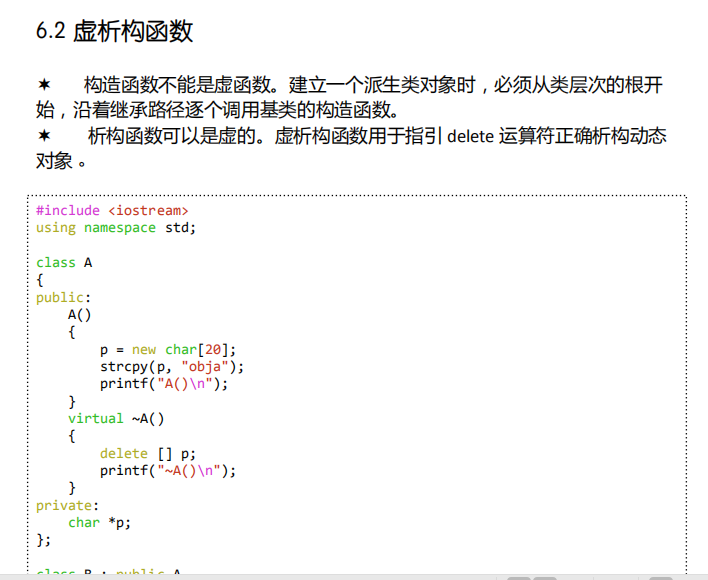 6.2 虚析构函数
✶ 构造函数不能是虚函数。建立一个派生类对象时，必须从类层次的根开
始，沿着继承路径逐个调用基类的构造函数。
✶ 析构函数可以是虚的。虚析构函数用于指引 delete 运算符正确析构动态
对象 。
#include <iostream>
using namespace std;
class A
{
public:
A()
{
p = new char[20];
strcpy(p, "obja");
printf("A()\n");
}
virtual ~A()
{
delete [] p;
printf("~A()\n");
}
private:
char *p;
};
class B : public A